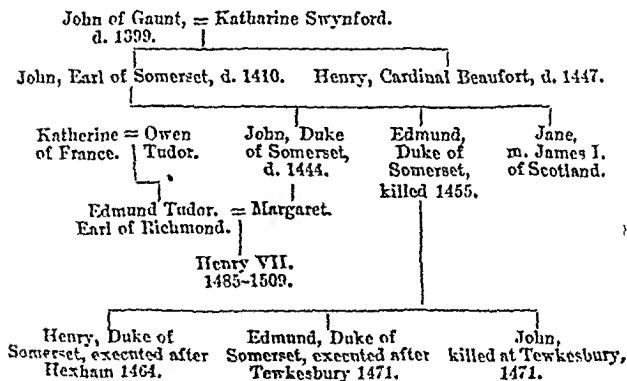 John of Gaunt, = Katharine Swynford.
d. 1399.
John, Earl of Somerset, d. 1410. Henry, Cardinal Beaufort, d. 1447.
Katherine = Owen John, Duke Edmund, Jane,
of France. Tudor. of Somerset, Duke of m. James I.
d. 1444. Somerset, of Scotland.
killed 1455.
Edmund Tudor. = Margaret.
Earl of Richmond.
Henry VII.
1485-1509.
Henry, Duke of Edmund, Duke of John,
Somerset, executed after Somerset, executed after killed at Tewkesbury,
Hexham 1464. Tewkesbury 1471. 1471.